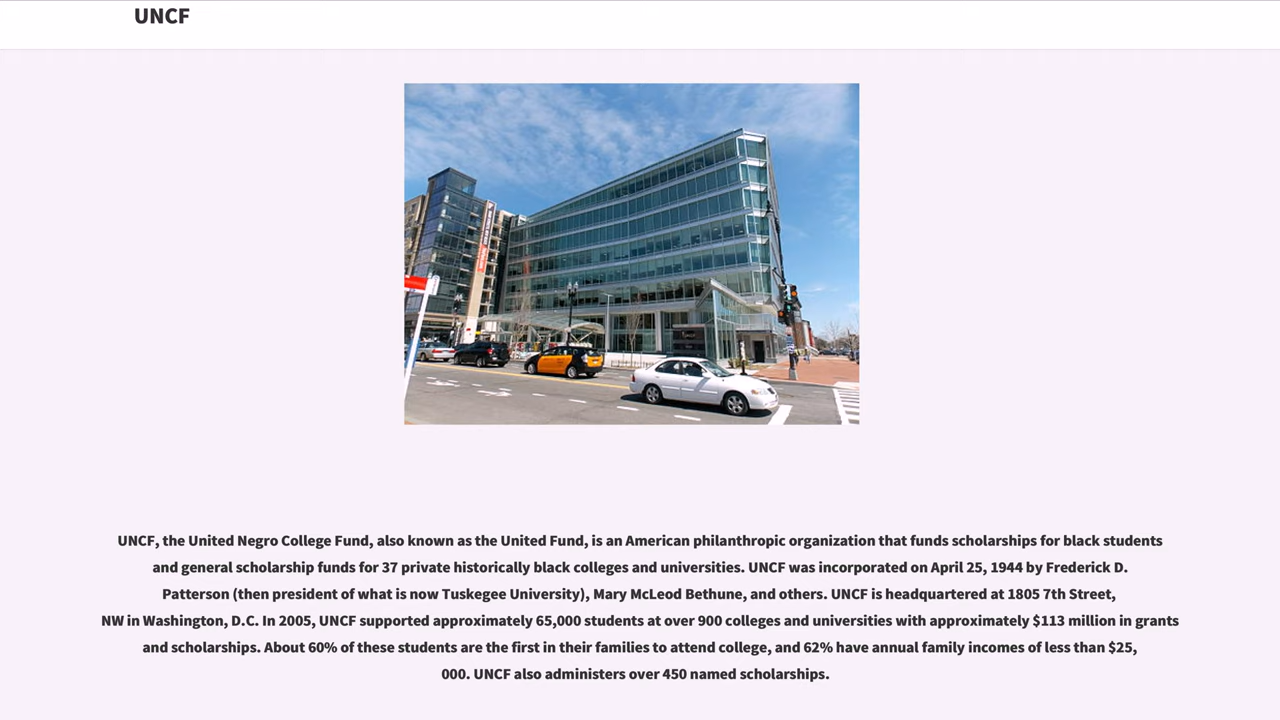 UNCF
UNCF, the United Negro College Fund, also known as the United Fund, is an American philanthropic organization that funds scholarships for black students
and general scholarship funds for 37 private historically black colleges and universities. UNCF was incorporated on April 25, 1944 by Frederick D.
Patterson (then president of what is now Tuskegee University), Mary McLeod Bethune, and others. UNCF is headquartered at 1805 7th Street,
NW in Washington, D.C. In 2005, UNCF supported approximately 65,000 students at over 900 colleges and universities with approximately $113 million in grants
and scholarships. About 60% of these students are the first in their families to attend college, and 62% have annual family incomes of less than $25,
000. UNCF also administers over 450 named scholarships.